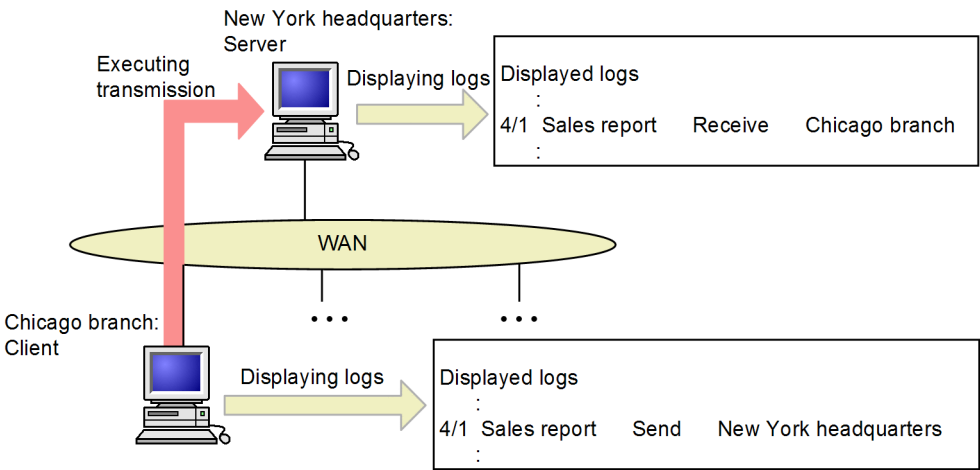 New York headquarters:
Server
Executing
transmission
Displaying logs
Displayed logs
:
4/1 Sales report Receive Chicago branch
:
WAN
... ...
Chicago branch:
Client
Displaying logs
Displayed logs
:
4/1 Sales report Send New York headquarters
: